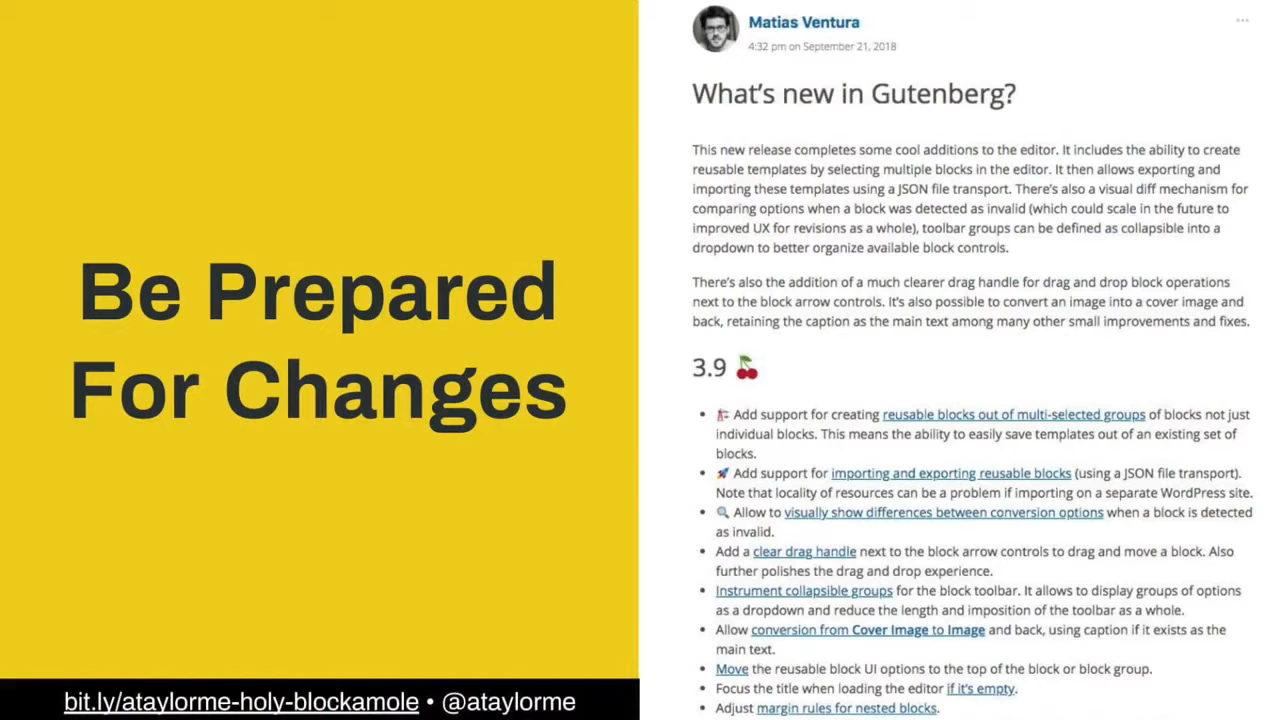 Be Prepared
For Changes
bit.ly/ataylorme-holy-blockamole • @ataylorme
Matias Ventura
4:32 pm on September 21, 2018
What's new in Gutenberg?
This new release completes some cool additions to the editor. It includes the ability to create
reusable templates by selecting multiple blocks in the editor. It then allows exporting and
importing these templates using a JSON file transport. There's also a visual diff mechanism for
comparing options when a block was detected as invalid (which could scale in the future to
improved UX for revisions as a whole), toolbar groups can be defined as collapsible into a
dropdown to better organize available block controls.
There's also the addition of a much clearer drag handle for drag and drop block operations
next to the block arrow controls. It's also possible to convert an image into a cover image and
back, retaining the caption as the main text among many other small improvements and fixes.
3.9 🍒
• 🏗 Add support for creating reusable blocks out of multi-selected groups of blocks not just
individual blocks. This means the ability to easily save templates out of an existing set of
blocks.
• 🚀 Add support for importing and exporting reusable blocks (using a JSON file transport).
Note that locality of resources can be a problem if importing on a separate WordPress site.
• 🔍 Allow to visually show differences between conversion options when a block is detected
as invalid.
• Add a clear drag handle next to the block arrow controls to drag and move a block. Also
further polishes the drag and drop experience.
• Instrument collapsible groups for the block toolbar. It allows to display groups of options
as a dropdown and reduce the length and imposition of the toolbar as a whole.
• Allow conversion from Cover Image to Image and back, using caption if it exists as the
main text.
• Move the reusable block UI options to the top of the block or block group.
• Focus the title when loading the editor if it's empty.
• Adjust margin rules for nested blocks.